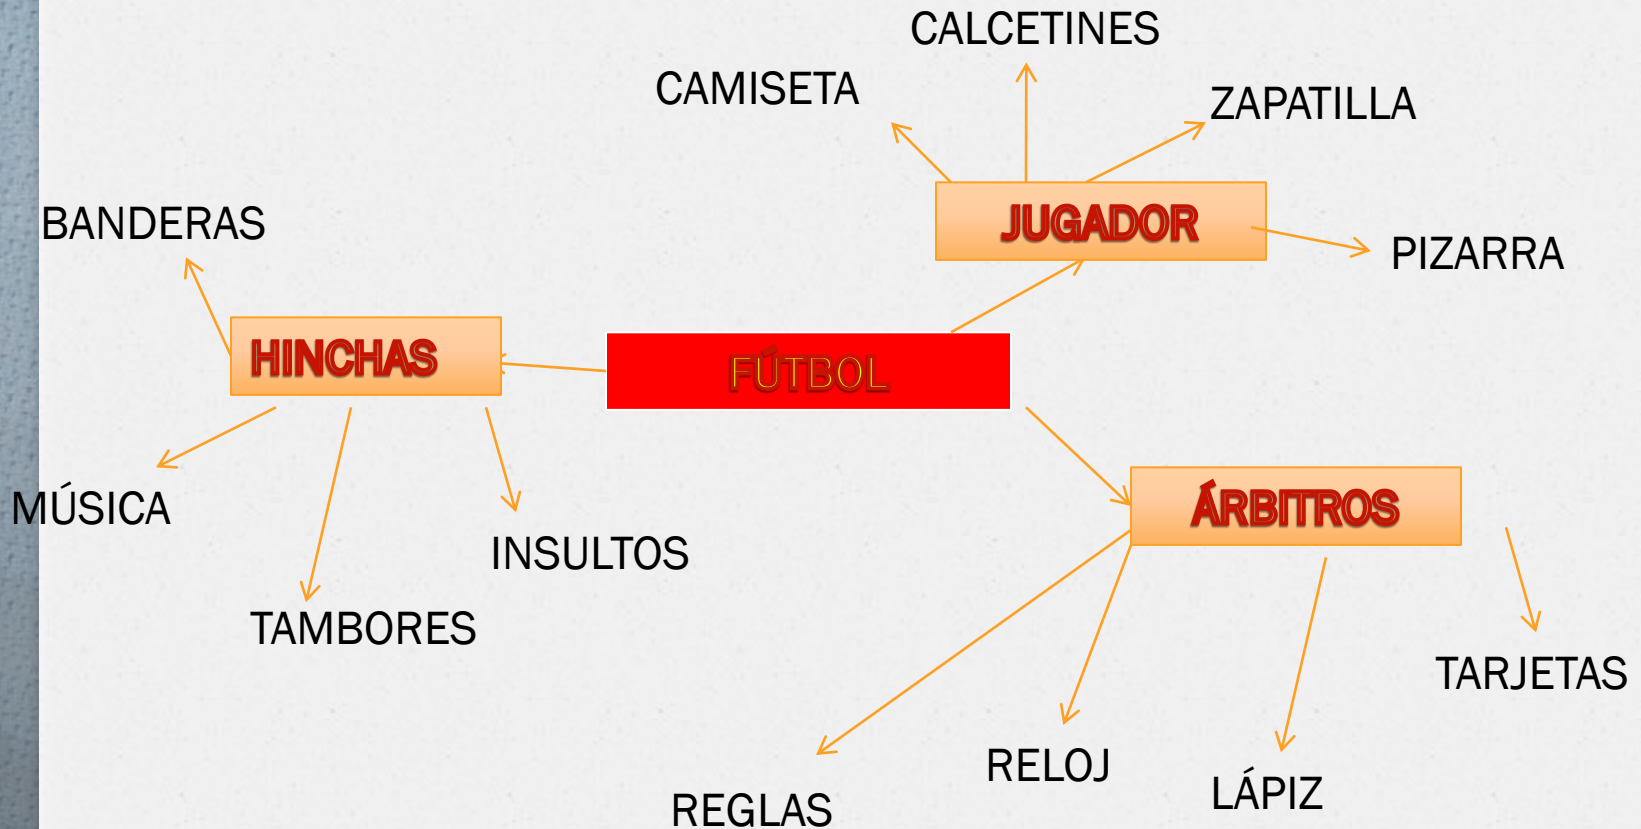 CALCETINES
CAMISETA
ZAPATILLA
BANDERAS
JUGADOR
PIZARRA
HINCHAS
FÚTBOL
MÚSICA
ÁRBITROS
INSULTOS
TAMBORES
TARJETAS
RELOJ
LÁPIZ
REGLAS